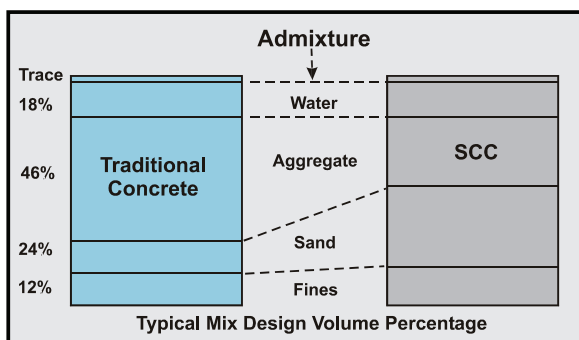 Admixture
Trace
18%
Water
46%
Traditional
Concrete
Aggregate
SCC
24%
Sand
12%
Fines
Typical Mix Design Volume Percentage